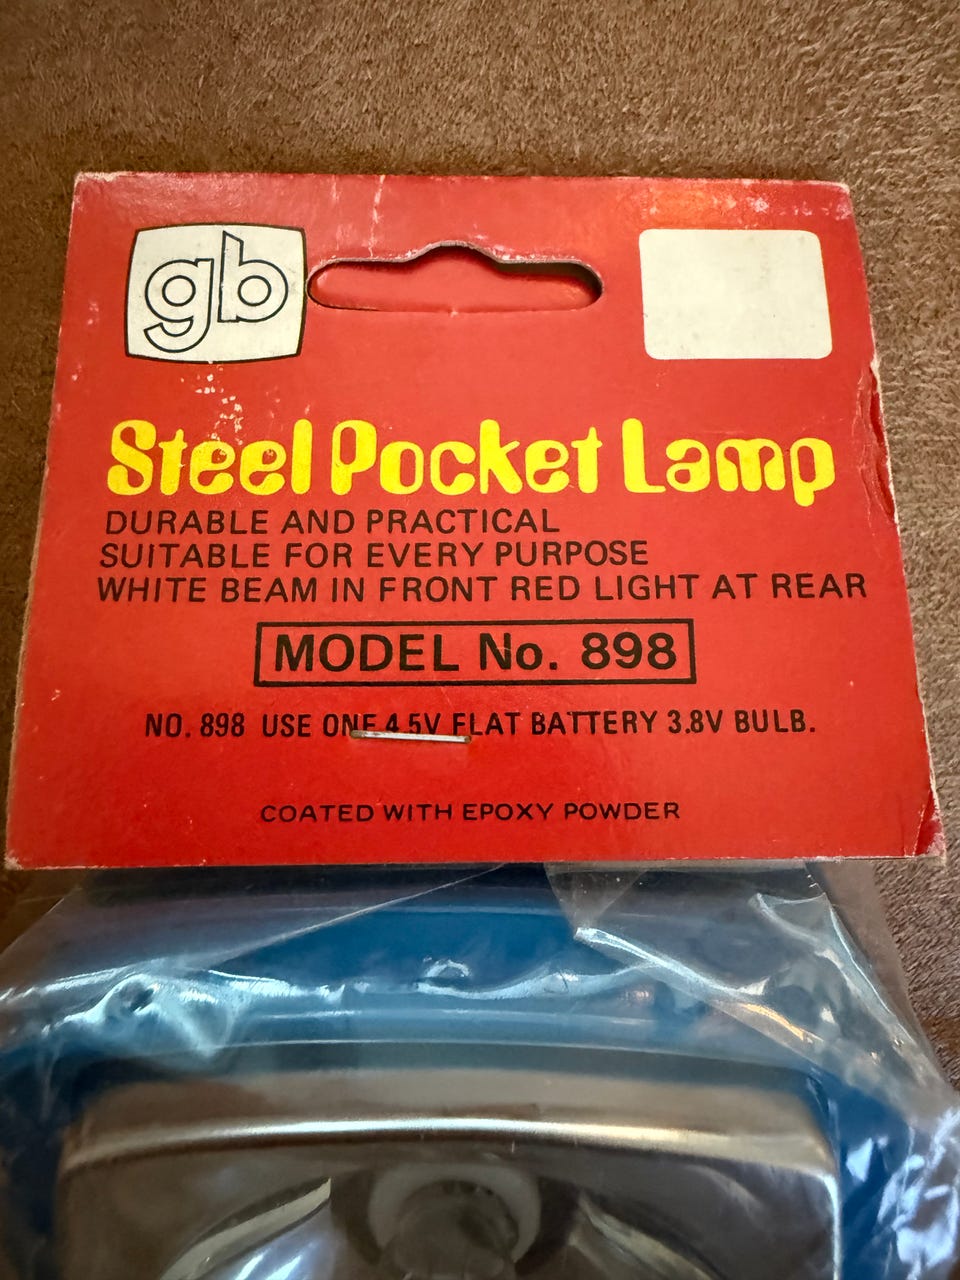 gb
Steel Pocket Lamp
DURABLE AND PRACTICAL
SUITABLE FOR EVERY PURPOSE
WHITE BEAM IN FRONT RED LIGHT AT REAR
MODEL No. 898
NO. 898 USE ONE 4.5V FLAT BATTERY 3.8V BULB.
COATED WITH EPOXY POWDER